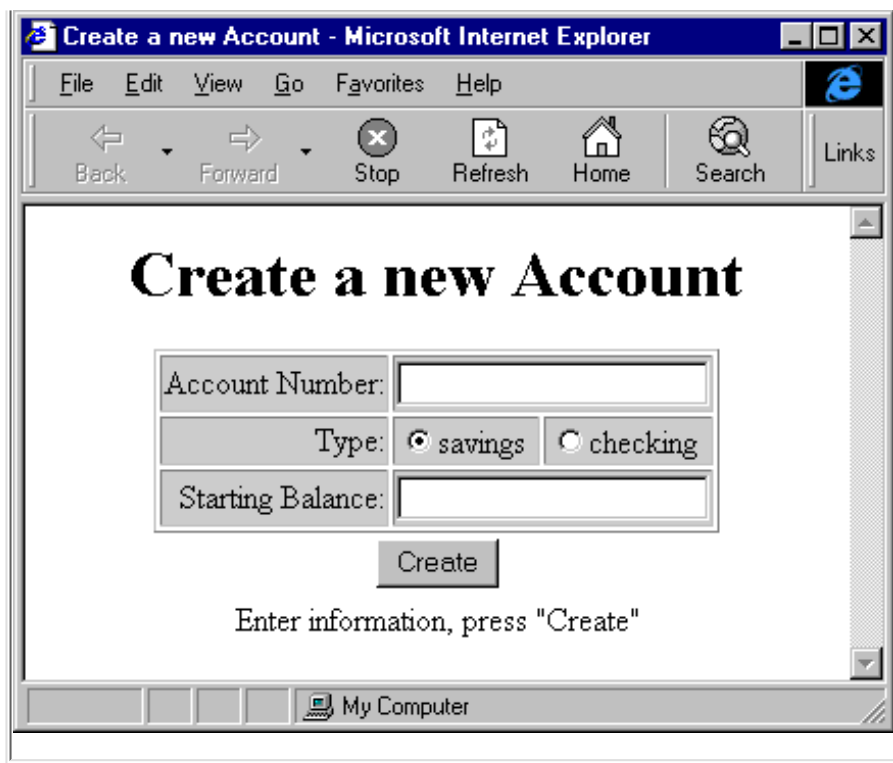 Create a new Account - Microsoft Internet Explorer
File Edit View Go Favorites Help
Back Forward Stop Refresh Home Search Links
Create a new Account
Account Number:
Type: savings checking
Starting Balance:
Create
Enter information, press "Create"
My Computer